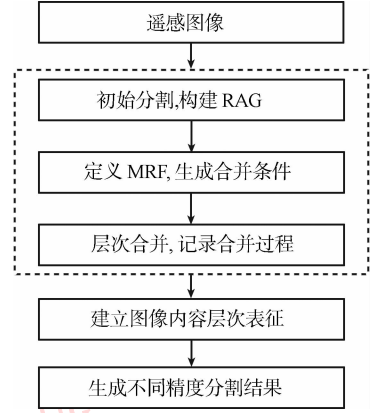 遥感图像
初始分割,构建 RAG
定义 MRF, 生成合并条件
层次合并, 记录合并过程
建立图像内容层次表征
生成不同精度分割结果